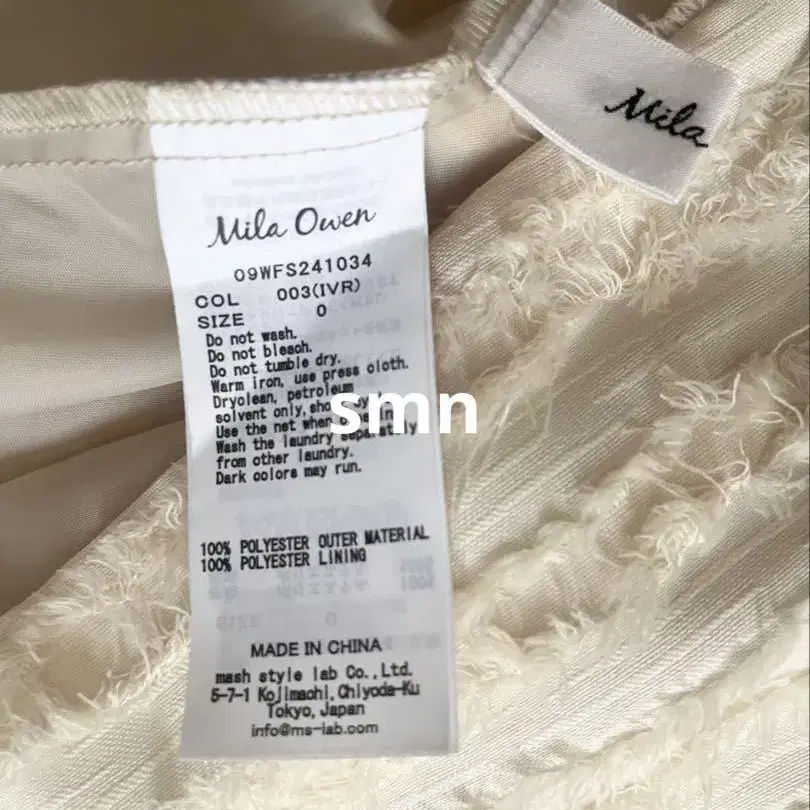 Mila
Mila Owen
09WFS241034
COL 003(IVR)
SIZE 0
Do not wash.
Do not bleach.
Do not tumble dry.
Warm iron, use press cloth.
Dryclean, petroleum
solvent only,
Use the net when
Wash the laundry separately
from other laundry.
Dark colors may run.
smn
100% POLYESTER OUTER MATERIAL
100% POLYESTER LINING
MADE IN CHINA
mash style lab Co.,Ltd.
5-7-1 Kojimachi,Chiyoda-Ku
Tokyo,Japan
info@ms-lab.com